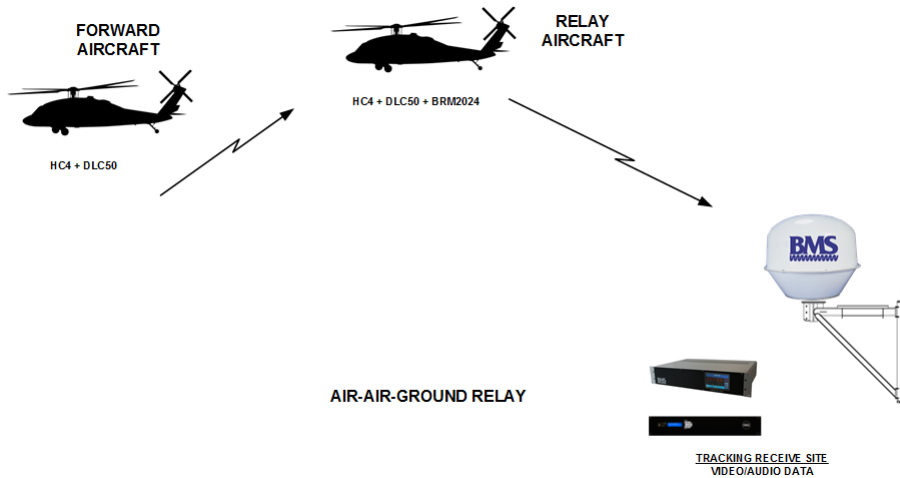 FORWARD
AIRCRAFT
RELAY
AIRCRAFT
HC4 + DLC50 + BRM2024
HC4 + DLC50
BMS
AIR-AIR-GROUND RELAY
TRACKING RECEIVE SITE
VIDEO/AUDIO DATA